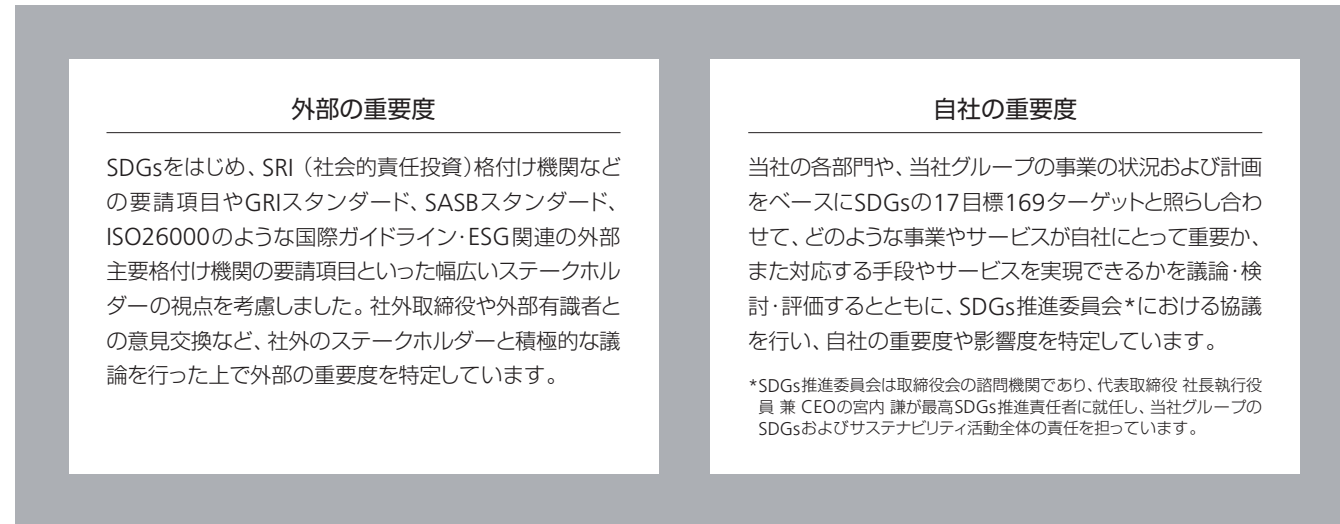 外部の重要度
SDGsをはじめ、SRI（社会的責任投資）格付け機関など
の要請項目やGRIスタンダード、SASBスタンダード、
ISO26000のような国際ガイドライン・ESG関連の外部
主要格付け機関の要請項目といった幅広いステークホル
ダーの視点を考慮しました。社外取締役や外部有識者と
の意見交換など、社外のステークホルダーと積極的な議
論を行った上で外部の重要度を特定しています。
自社の重要度
当社の各部門や、当社グループの事業の状況および計画
をベースにSDGsの17目標169ターゲットと照らし合わ
せて、どのような事業やサービスが自社にとって重要か、
また対応する手段やサービスを実現できるかを議論・検
討・評価するとともに、SDGs推進委員会*における協議
を行い、自社の重要度や影響度を特定しています。
*SDGs推進委員会は取締役会の諮問機関であり、代表取締役 社長執行役
員 兼 CEOの宮内 謙が最高SDGs推進責任者に就任し、当社グループの
SDGsおよびサステナビリティ活動全体の責任を担っています。